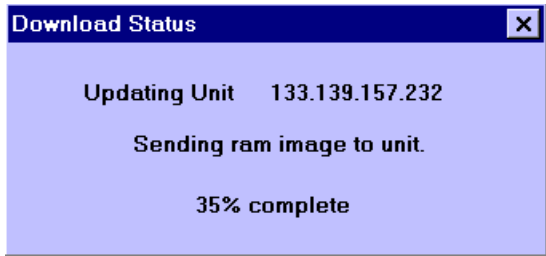 Download Status
Updating Unit 133.139.157.232
Sending ram image to unit.
35% complete